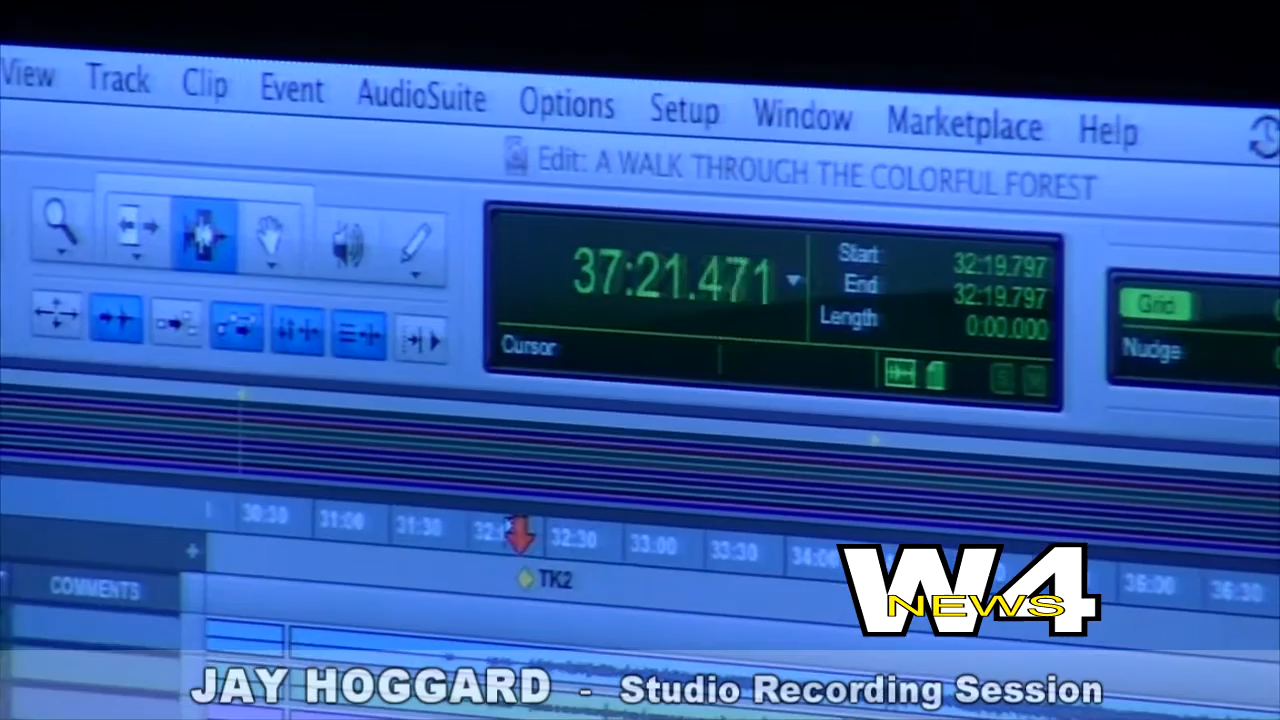 View Track Clip Event AudioSuite Options Setup Window Marketplace Help
Edit: A WALK THROUGH THE COLORFUL FOREST
37:21.471
Start 32:19.797
End 32:19.797
Length 0:00.000
Cursor
Grid
Nudge
30:30 31:00 31:30 32:30 33:00 33:30 34:00 36:00 36:30
TK2
COMMENTS
W4
NEWS
JAY HOGGARD - Studio Recording Session